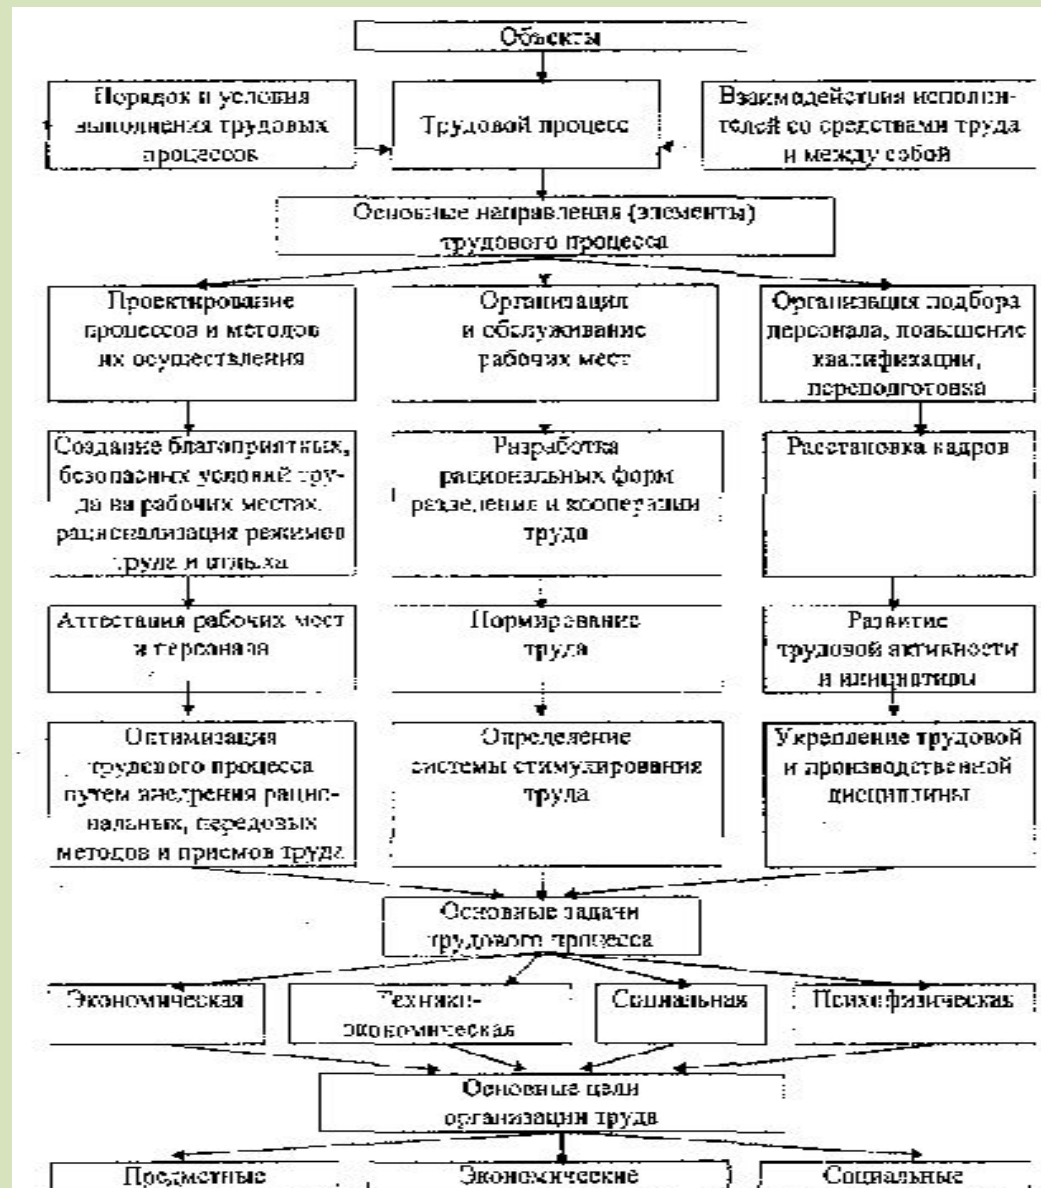 Объекты
Порядок и условия
выполнения трудовых
процессов
Трудовой процесс
Взаимодействия исполни-
телей со средствами труда
и между собой
Основные направления (элементы)
трудового процесса
Проектирование
процессов и методов
их осуществления
Организация
и обслуживание
рабочих мест
Организация подбора
персонала, повышение
квалификации,
переподготовка
Создание благоприятных,
безопасных условий тру-
да на рабочих местах,
рационализация режимов
труда и отдыха
Разработка
рациональных форм
разделения и кооперации
труда
Расстановка кадров
Аттестация рабочих мест
и персонала
Нормирование
труда
Развитие
трудовой активности
и инициативы
Оптимизация
трудового процесса
путем внедрения рацио-
нальных, передовых
методов и приемов труда
Определение
системы стимулирования
труда
Укрепление трудовой
и производственной
дисциплины
Основные задачи
трудового процесса
Экономическая
Технико-
экономическая
Социальная
Психофизическая
Основные цели
организации труда
Предметные
Экономические
Социальные